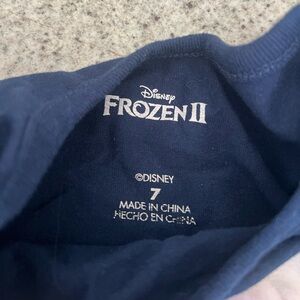 Disney
FROZEN II
©DISNEY
7
MADE IN CHINA
HECHO EN CHINA